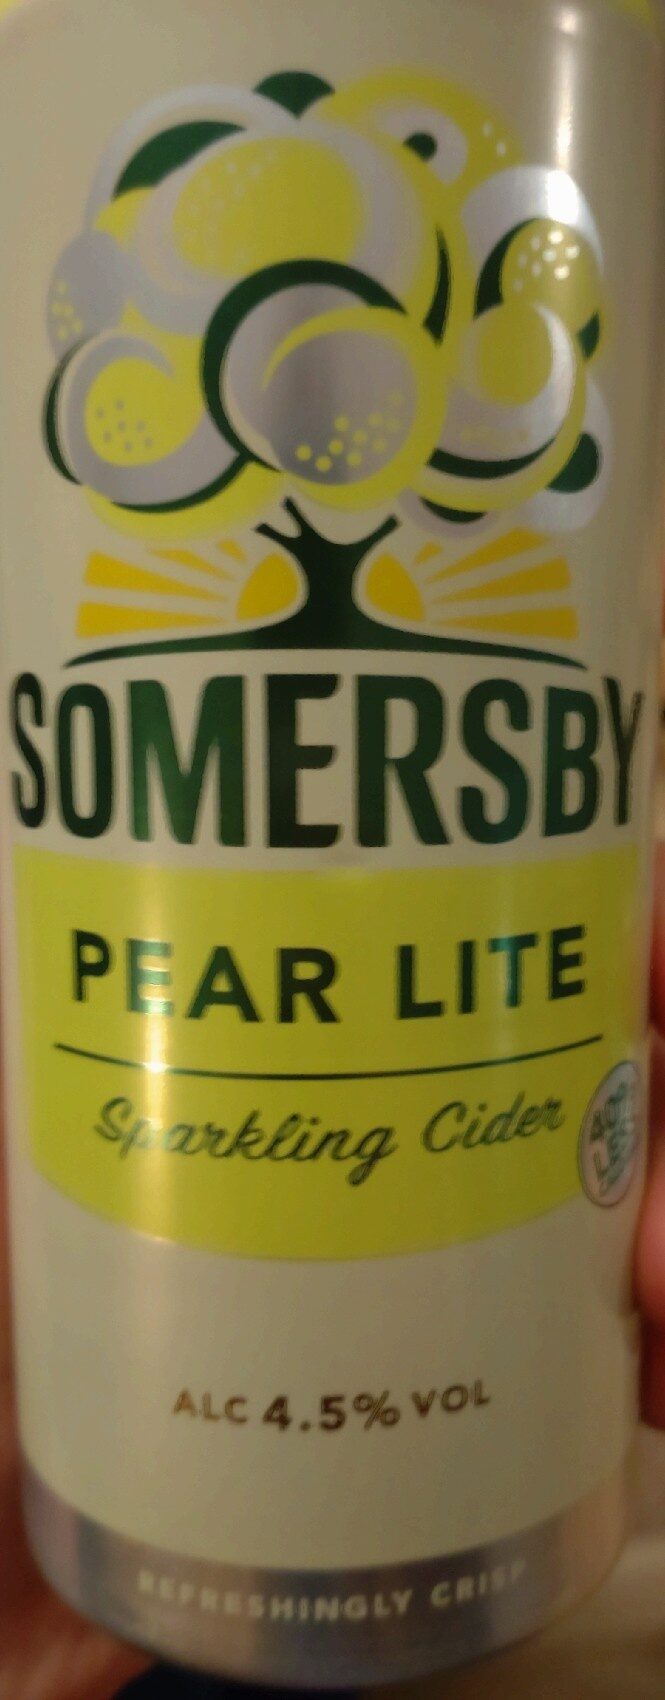 SOMERSBY
PEAR LITE
Sparkling Cider
ALC 4.5% VOL
REFRESHINGLY CRISP